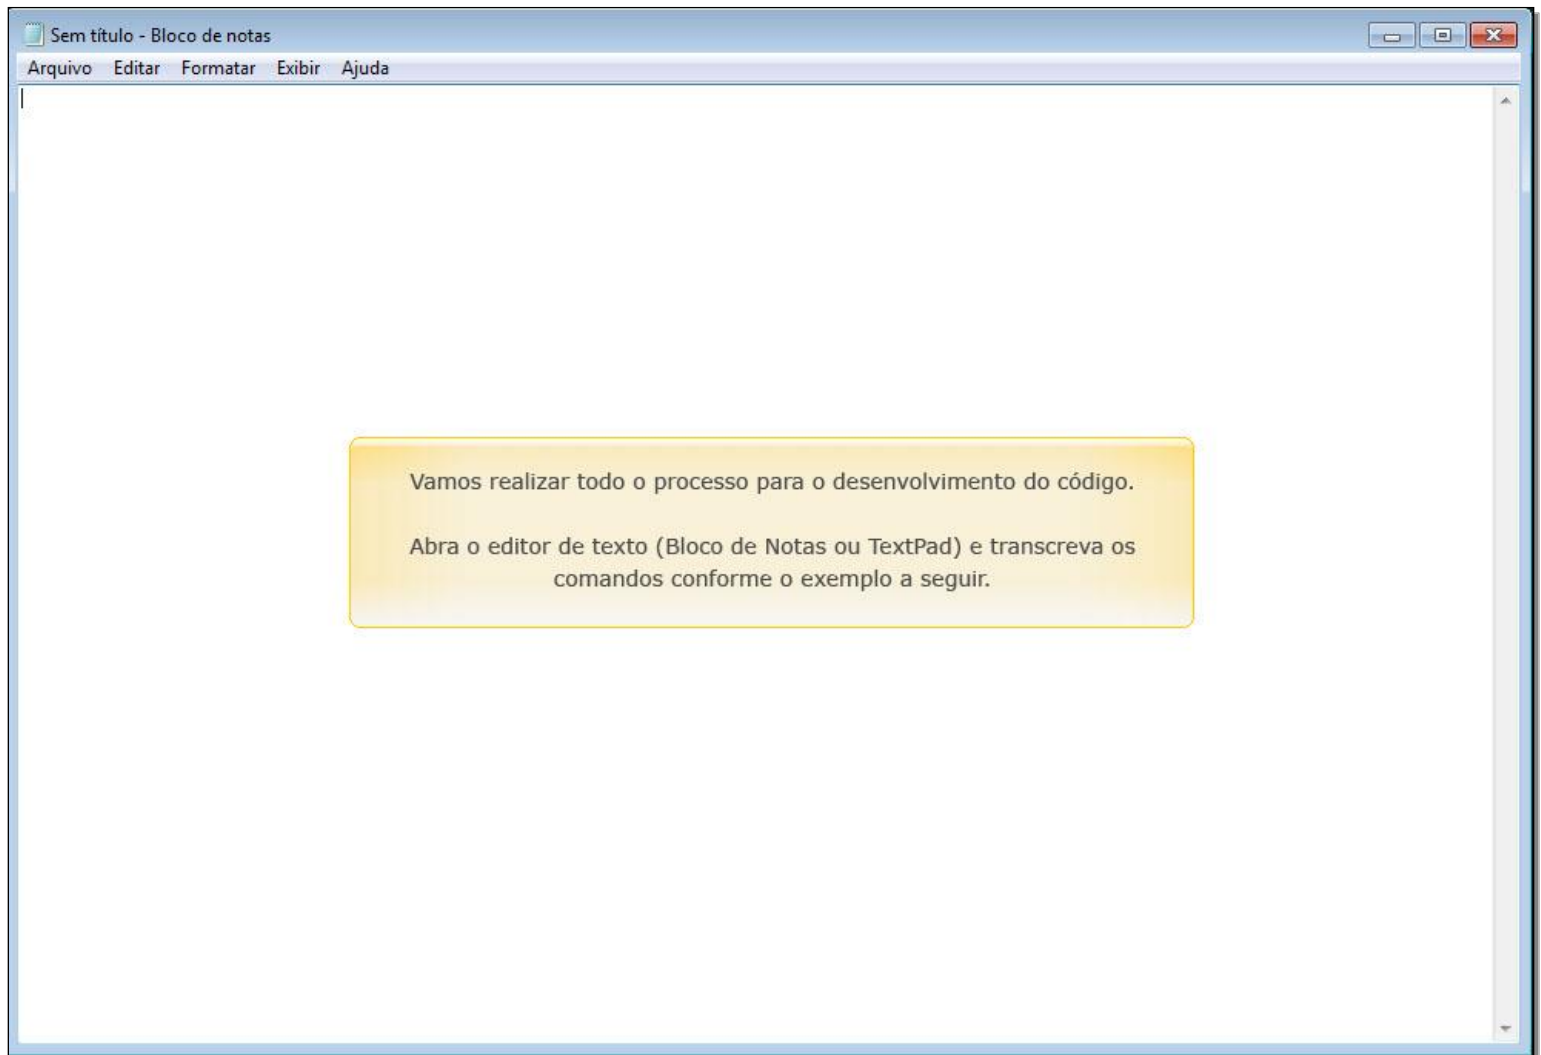 Sem título - Bloco de notas
Arquivo Editar Formatar Exibir Ajuda
Vamos realizar todo o processo para o desenvolvimento do código.
Abra o editor de texto (Bloco de Notas ou TextPad) e transcreva os
comandos conforme o exemplo a seguir.